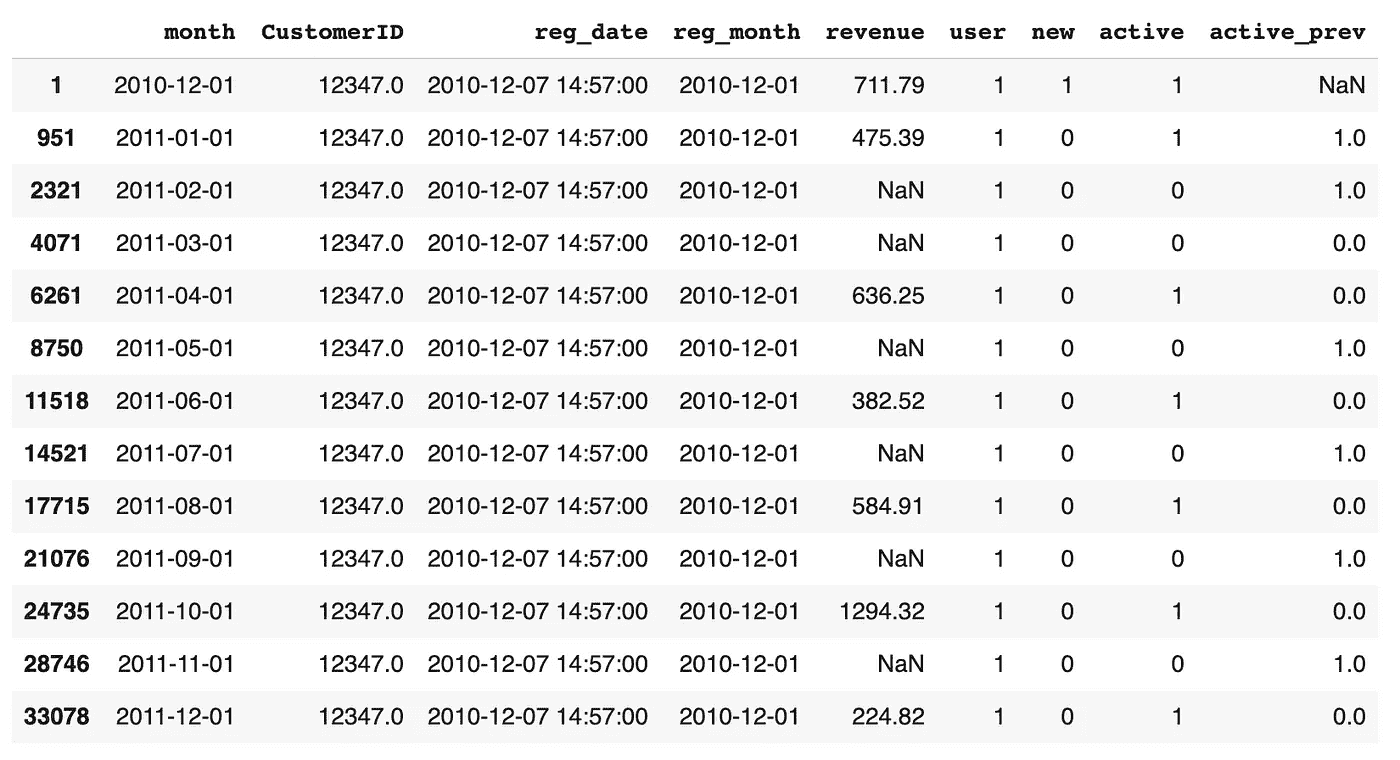 month CustomerID reg_date reg_month revenue user new active active_prev
1 2010-12-01 12347.0 2010-12-07 14:57:00 2010-12-01 711.79 1 1 1 NaN
951 2011-01-01 12347.0 2010-12-07 14:57:00 2010-12-01 475.39 1 0 1 1.0
2321 2011-02-01 12347.0 2010-12-07 14:57:00 2010-12-01 NaN 1 0 0 1.0
4071 2011-03-01 12347.0 2010-12-07 14:57:00 2010-12-01 NaN 1 0 0 0.0
6261 2011-04-01 12347.0 2010-12-07 14:57:00 2010-12-01 636.25 1 0 1 0.0
8750 2011-05-01 12347.0 2010-12-07 14:57:00 2010-12-01 NaN 1 0 0 1.0
11518 2011-06-01 12347.0 2010-12-07 14:57:00 2010-12-01 382.52 1 0 1 0.0
14521 2011-07-01 12347.0 2010-12-07 14:57:00 2010-12-01 NaN 1 0 0 1.0
17715 2011-08-01 12347.0 2010-12-07 14:57:00 2010-12-01 584.91 1 0 1 0.0
21076 2011-09-01 12347.0 2010-12-07 14:57:00 2010-12-01 NaN 1 0 0 1.0
24735 2011-10-01 12347.0 2010-12-07 14:57:00 2010-12-01 1294.32 1 0 1 0.0
28746 2011-11-01 12347.0 2010-12-07 14:57:00 2010-12-01 NaN 1 0 0 1.0
33078 2011-12-01 12347.0 2010-12-07 14:57:00 2010-12-01 224.82 1 0 1 0.0